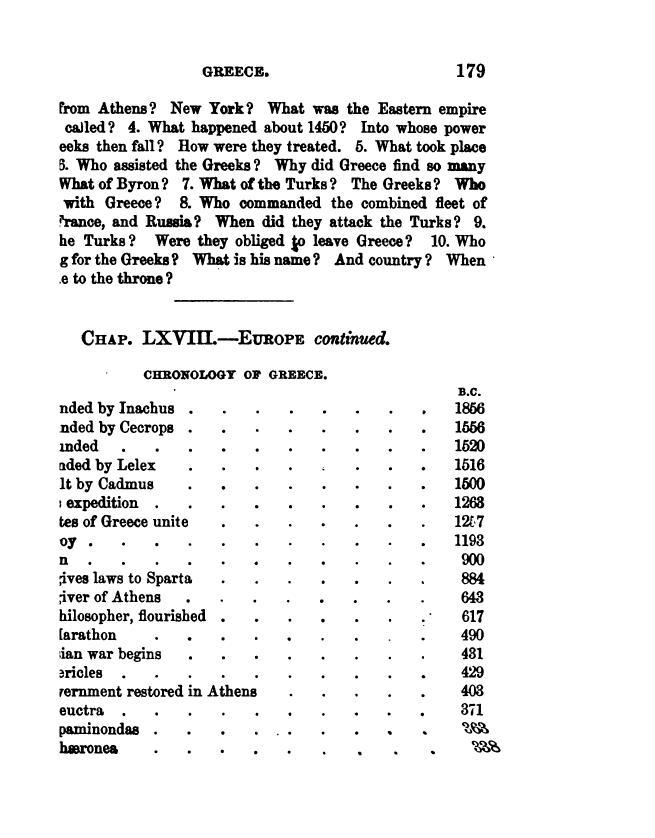 GREECE. 179
from Athens? New York? What was the Eastern empire
called? 4. What happened about 1450? Into whose power
eeks then fall? How were they treated. 5. What took place
6. Who assisted the Greeks? Why did Greece find so many
What of Byron? 7. What of the Turks? The Greeks? Who
with Greece? 8. Who commanded the combined fleet of
France, and Russia? When did they attack the Turks? 9.
he Turks? Were they obliged to leave Greece? 10. Who
g for the Greeks? What is his name? And country? When
e to the throne?
CHAP. LXVIII.—EUROPE continued.
CHRONOLOGY OF GREECE.
B.C.
nded by Inachus . . . . . . . . 1856
nded by Cecrops . . . . . . . . 1556
unded . . . . . . . . . . 1520
nded by Lelex . . . . . . . . 1516
lt by Cadmus . . . . . . . . 1500
expedition . . . . . . . . . 1263
tes of Greece unite . . . . . . . 1257
oy . . . . . . . . . . . 1193
n . . . . . . . . . . . 900
gives laws to Sparta . . . . . . . 884
giver of Athens . . . . . . . . 643
hilosopher, flourished . . . . . . . 617
Marathon . . . . . . . . . 490
sian war begins . . . . . . . . 431
ericles . . . . . . . . . . 429
vernment restored in Athens . . . . . 403
euctra . . . . . . . . . . 371
paminondas . . . . . . . . . 363
hæronea . . . . . . . . . 338